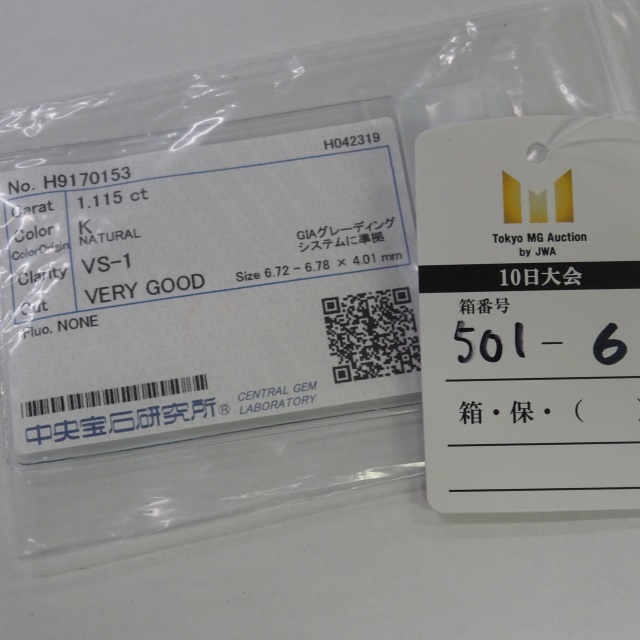 No. H9170153
H042319
Carat 1.115 ct
Color K
ColorOrigin NATURAL
GIAグレーディング
システムに準拠
Clarity VS-1
Size 6.72 - 6.78 × 4.01 mm
Cut VERY GOOD
Fluo. NONE
中央宝石研究所®
CENTRAL GEM
LABORATORY
Tokyo MG Auction
by JWA
10日大会
箱番号
501-6
箱・保・(